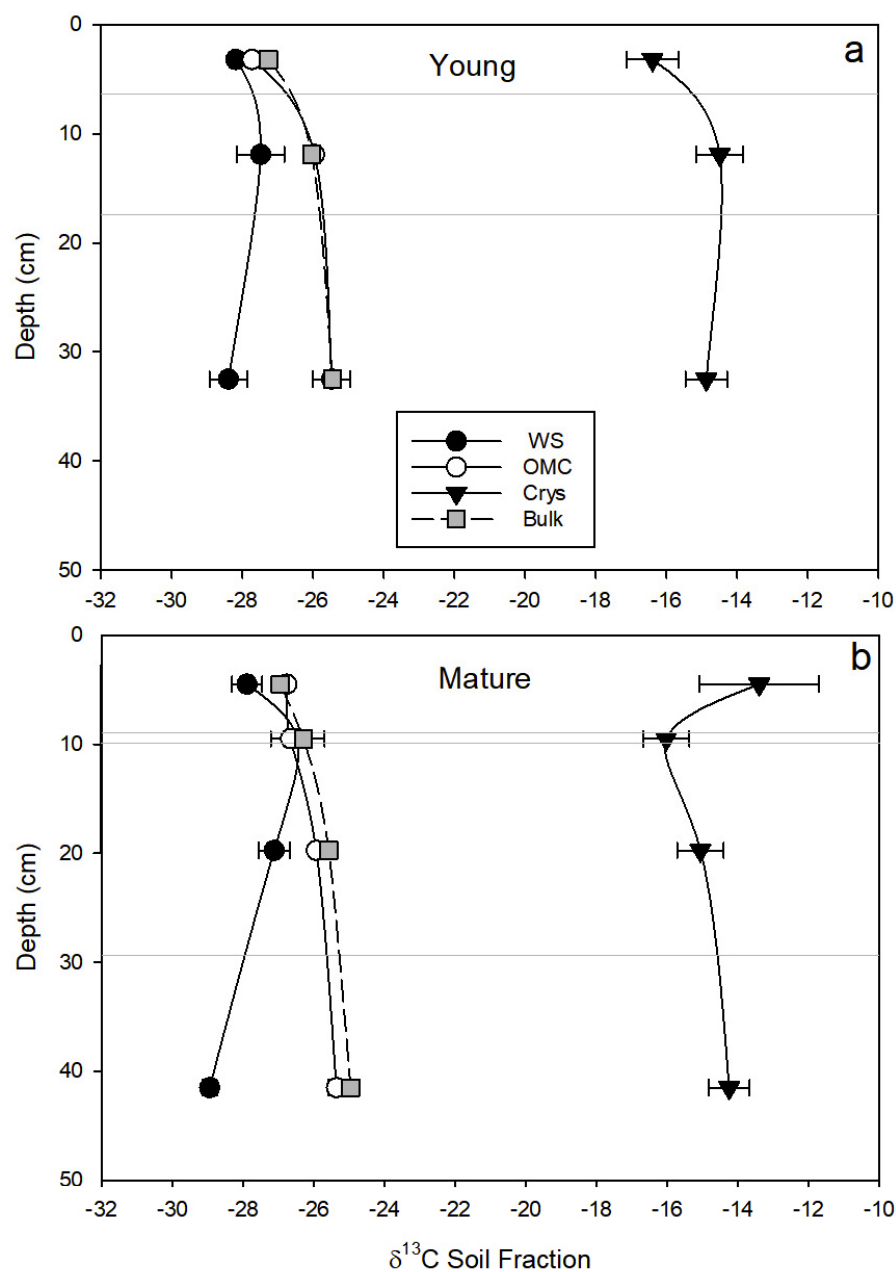 a
Young
0
10
20
30
40
50
Depth (cm)
WS
OMC
Crys
Bulk
-32 -30 -28 -26 -24 -22 -20 -18 -16 -14 -12 -10
b
Mature
0
10
20
30
40
50
Depth (cm)
-32 -30 -28 -26 -24 -22 -20 -18 -16 -14 -12 -10
δ¹³C Soil Fraction